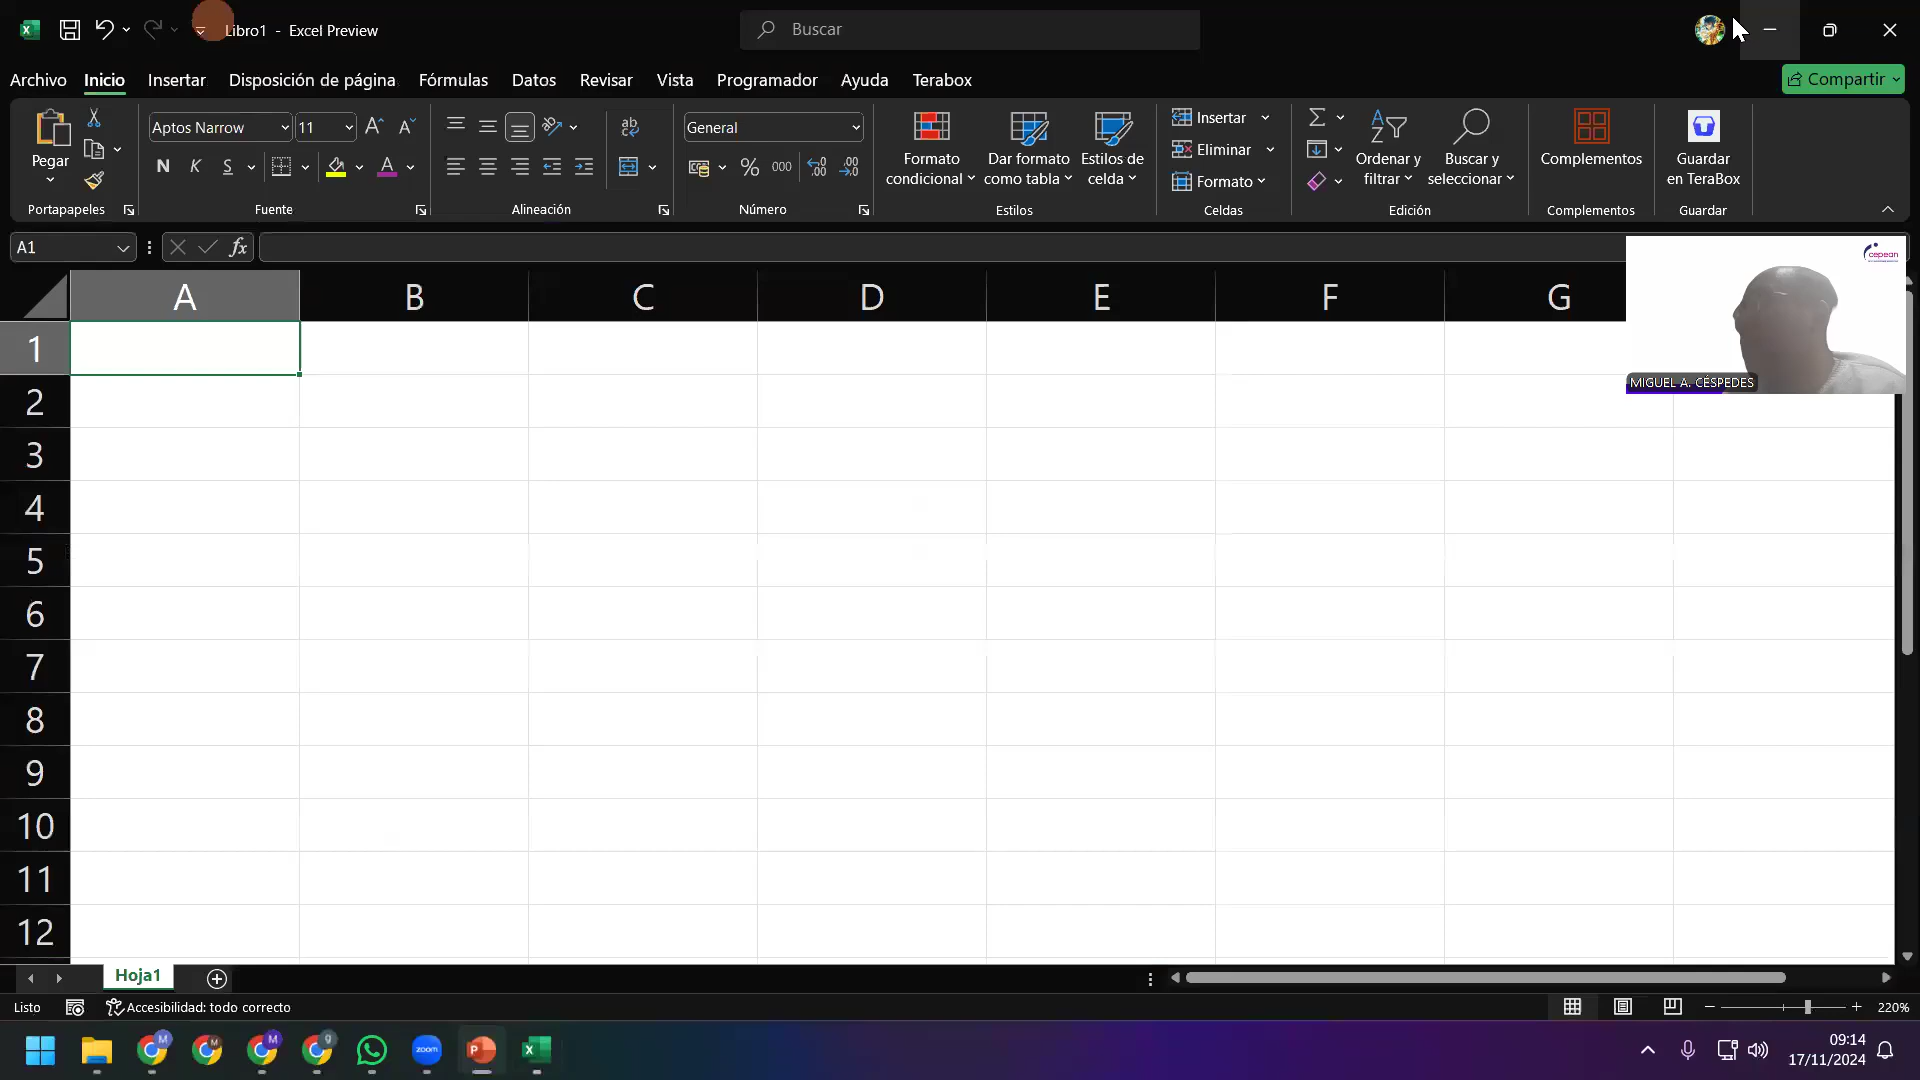 Libro1 - Excel Preview
Buscar
Archivo Inicio Insertar Disposición de página Fórmulas Datos Revisar Vista Programador Ayuda Terabox Compartir
Pegar
Portapapeles
Aptos Narrow 11
N K S
Fuente
ab
Alineación
General
% 000
Número
Formato condicional
Dar formato como tabla
Estilos de celda
Estilos
Insertar
Eliminar
Formato
Celdas
Ordenar y filtrar
Buscar y seleccionar
Edición
Complementos
Complementos
Guardar en TeraBox
Guardar
A1 fx
cepean
MIGUEL A. CÉSPEDES
A B C D E F G
1
2
3
4
5
6
7
8
9
10
11
12
Hoja1
Listo Accesibilidad: todo correcto 220%
zoom
09:14
17/11/2024